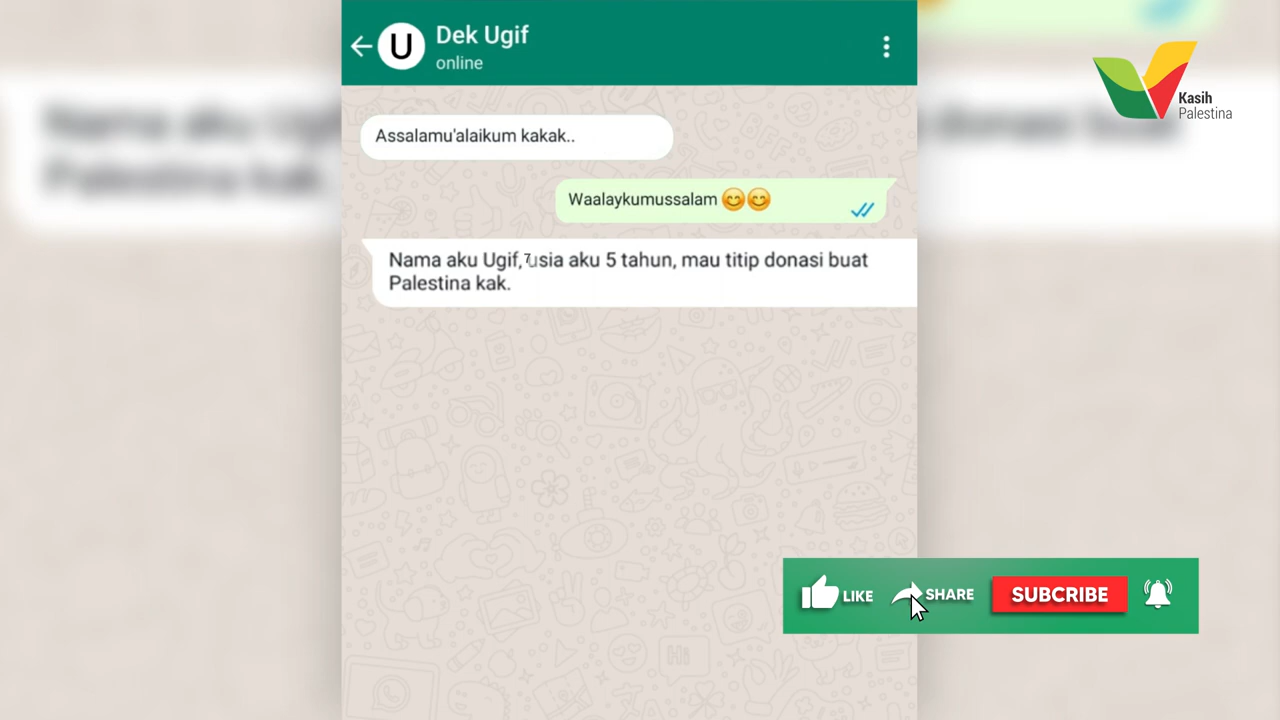 Dek Ugif
online
U
Kasih
Palestina
Assalamu'alaikum kakak..
Waalaykumussalam 😊😊
Nama aku Ugif, usia aku 5 tahun, mau titip donasi buat
Palestina kak.
LIKE
SHARE
SUBCRIBE